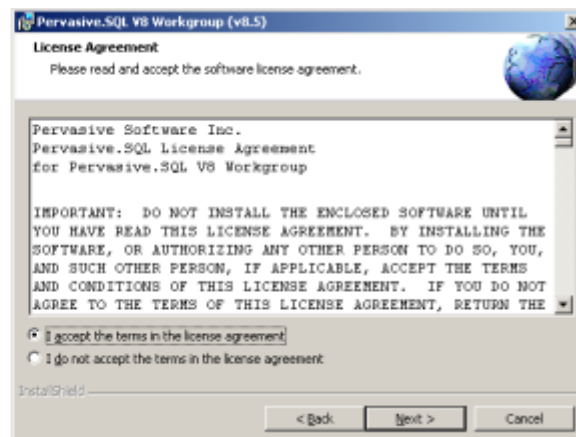 Pervasive.SQL V8 Workgroup (v8.5)
License Agreement
Please read and accept the software license agreement.
Pervasive Software Inc.
Pervasive.SQL License Agreement
for Pervasive.SQL V8 Workgroup
IMPORTANT: DO NOT INSTALL THE ENCLOSED SOFTWARE UNTIL
YOU HAVE READ THIS LICENSE AGREEMENT. BY INSTALLING THE
SOFTWARE, OR AUTHORIZING ANY OTHER PERSON TO DO SO, YOU,
AND SUCH OTHER PERSON, IF APPLICABLE, ACCEPT THE TERMS
AND CONDITIONS OF THIS LICENSE AGREEMENT. IF YOU DO NOT
AGREE TO THE TERMS OF THIS LICENSE AGREEMENT, RETURN THE
I accept the terms in the license agreement
I do not accept the terms in the license agreement
InstallShield
< Back Next > Cancel